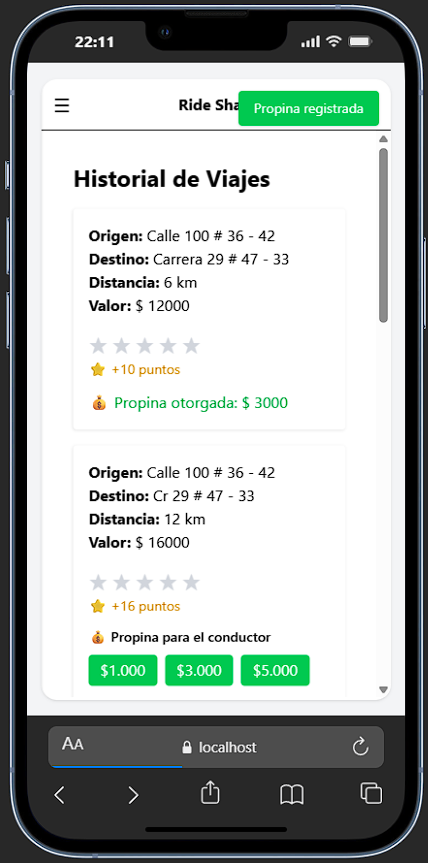 22:11
Ride Sha
Propina registrada
Historial de Viajes
Origen: Calle 100 # 36 - 42
Destino: Carrera 29 # 47 - 33
Distancia: 6 km
Valor: $ 12000
+10 puntos
Propina otorgada: $ 3000
Origen: Calle 100 # 36 - 42
Destino: Cr 29 # 47 - 33
Distancia: 12 km
Valor: $ 16000
+16 puntos
Propina para el conductor
$1.000 $3.000 $5.000
AA localhost